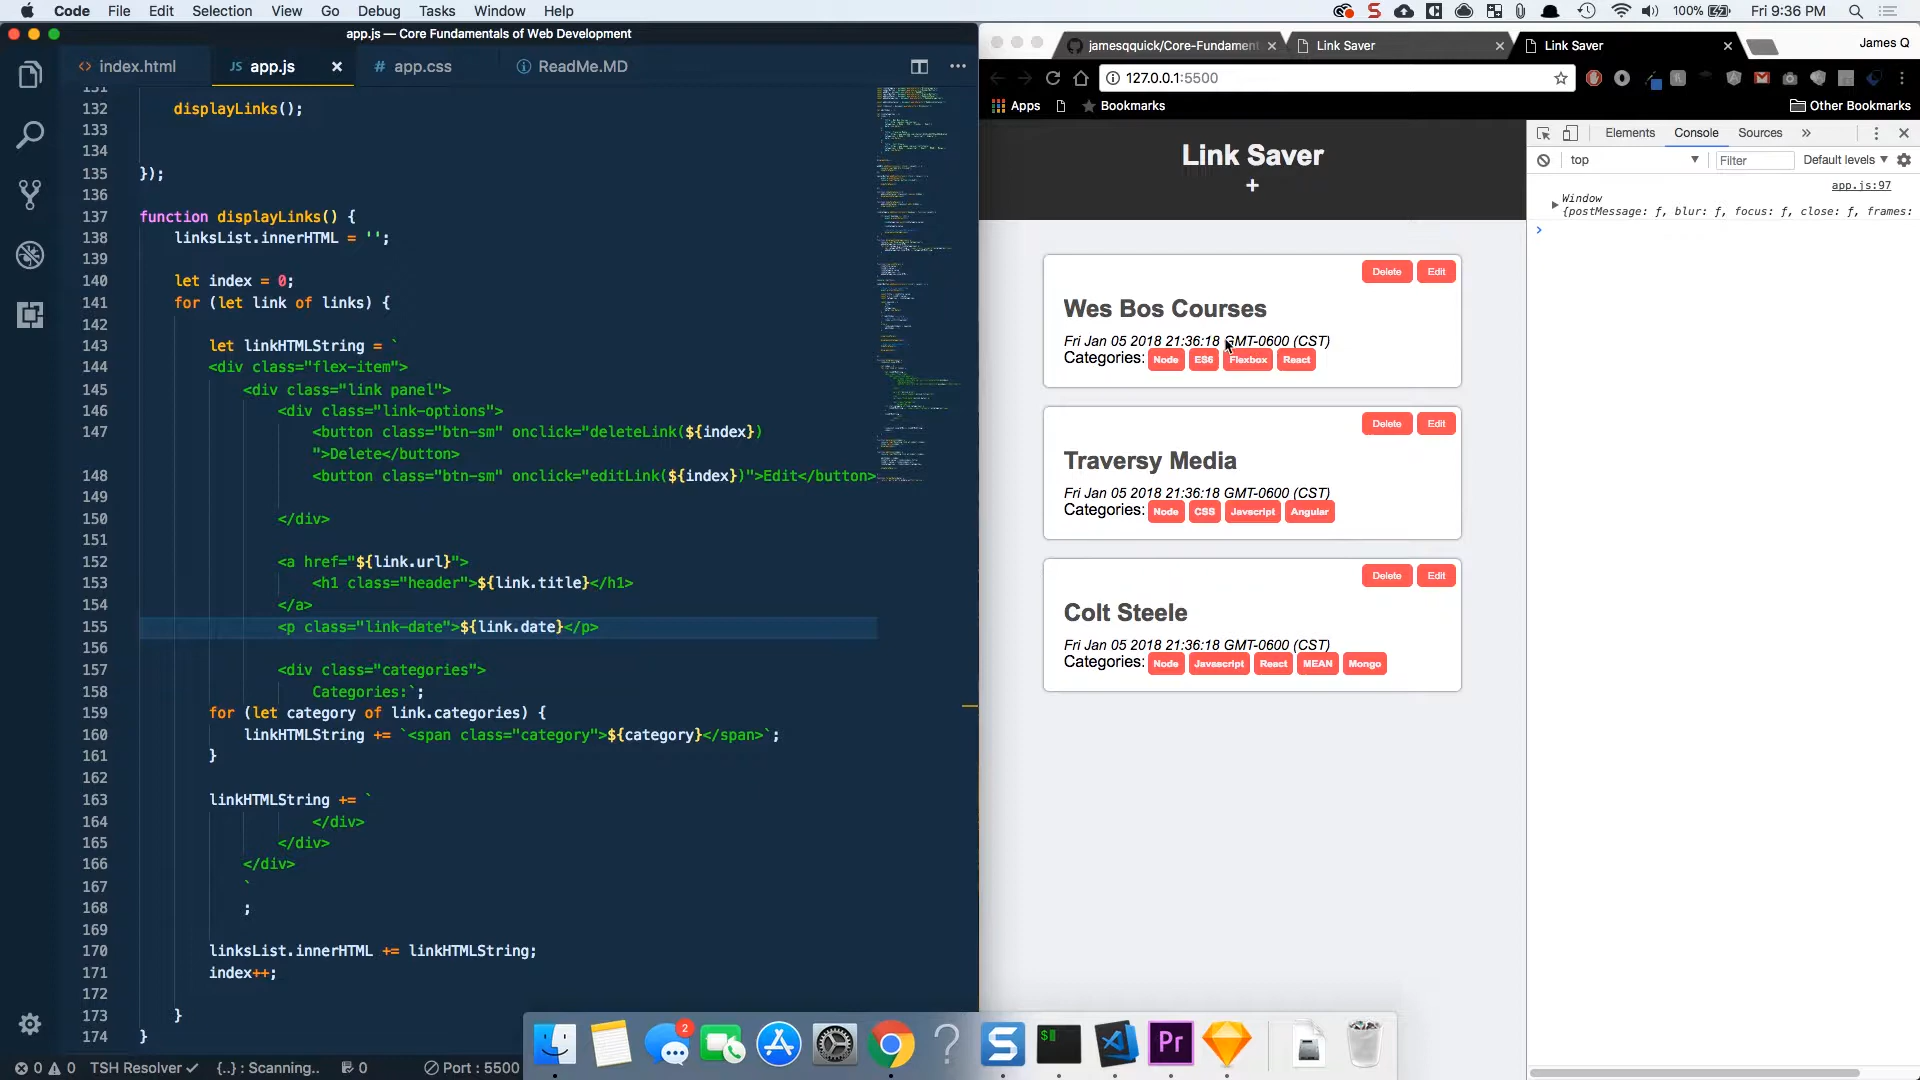 Code File Edit Selection View Go Debug Tasks Window Help
100% Fri 9:36 PM
app.js — Core Fundamentals of Web Development
<> index.html
JS app.js ×
# app.css
ReadMe.MD
131
132 displayLinks();
133
134
135 });
136
137 function displayLinks() {
138 linksList.innerHTML = '';
139
140 let index = 0;
141 for (let link of links) {
142
143 let linkHTMLString = `
144 <div class="flex-item">
145 <div class="link panel">
146 <div class="link-options">
147 <button class="btn-sm" onclick="deleteLink(${index})
">Delete</button>
148 <button class="btn-sm" onclick="editLink(${index})">Edit</button>
149
150 </div>
151
152 <a href="${link.url}">
153 <h1 class="header">${link.title}</h1>
154 </a>
155 <p class="link-date">${link.date}</p>
156
157 <div class="categories">
158 Categories:`;
159 for (let category of link.categories) {
160 linkHTMLString += `<span class="category">${category}</span>`;
161 }
162
163 linkHTMLString += `
164 </div>
165 </div>
166 </div>
167 `
168 ;
169
170 linksList.innerHTML += linkHTMLString;
171 index++;
172
173 }
174 }
0 0 TSH Resolver {..} : Scanning.. 0 Port : 5500
jamesqquick/Core-Fundament ×
Link Saver ×
Link Saver ×
James Q
127.0.0.1:5500
Apps
Bookmarks
Other Bookmarks
Link Saver
+
Delete Edit
Wes Bos Courses
Fri Jan 05 2018 21:36:18 GMT-0600 (CST)
Categories: Node ES6 Flexbox React
Delete Edit
Traversy Media
Fri Jan 05 2018 21:36:18 GMT-0600 (CST)
Categories: Node CSS Javscript Angular
Delete Edit
Colt Steele
Fri Jan 05 2018 21:36:18 GMT-0600 (CST)
Categories: Node Javascript React MEAN Mongo
Elements Console Sources »
top Filter Default levels
app.js:97
Window
{postMessage: ƒ, blur: ƒ, focus: ƒ, close: ƒ, frames:
2
S
$
Pr